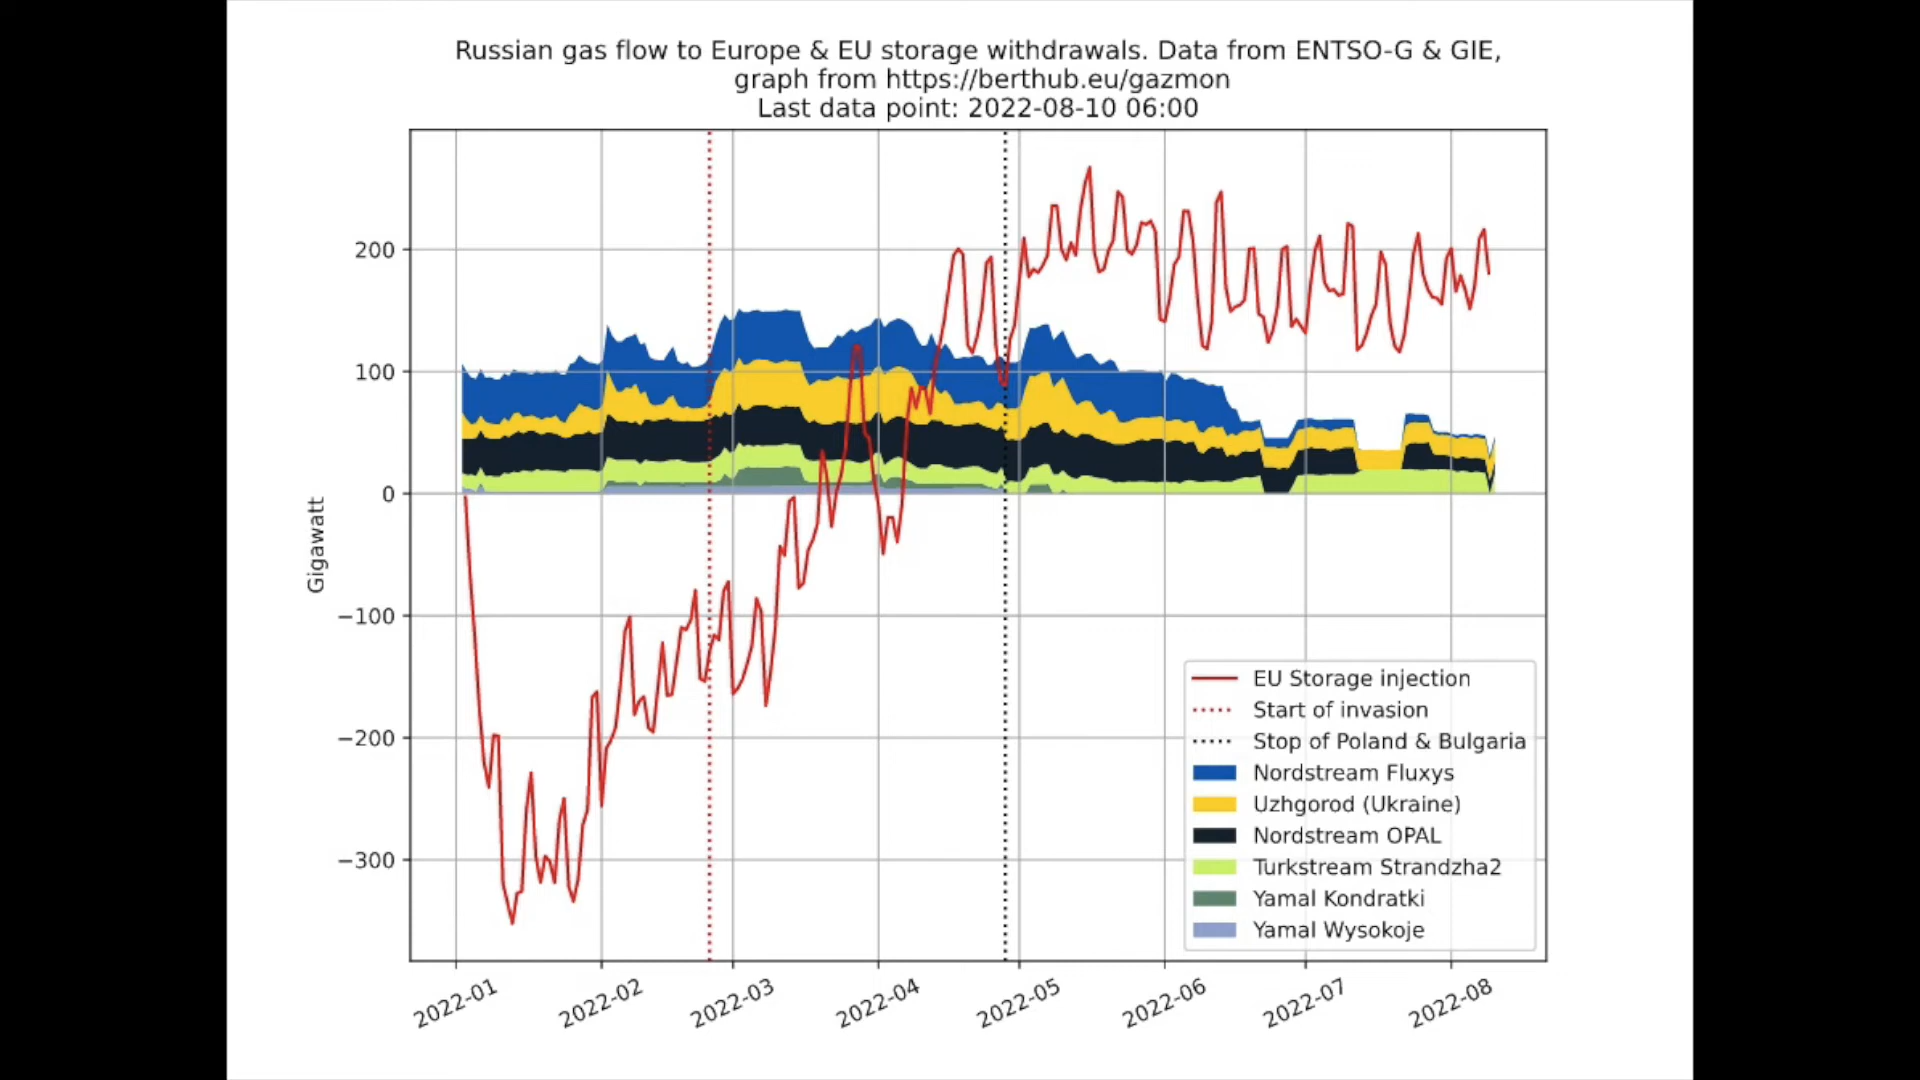 Russian gas flow to Europe & EU storage withdrawals. Data from ENTSO-G & GIE,
graph from https://berthub.eu/gazmon
Last data point: 2022-08-10 06:00
200
100
0
−100
−200
−300
Gigawatt
EU Storage injection
Start of invasion
Stop of Poland & Bulgaria
Nordstream Fluxys
Uzhgorod (Ukraine)
Nordstream OPAL
Turkstream Strandzha2
Yamal Kondratki
Yamal Wysokoje
2022-01
2022-02
2022-03
2022-04
2022-05
2022-06
2022-07
2022-08